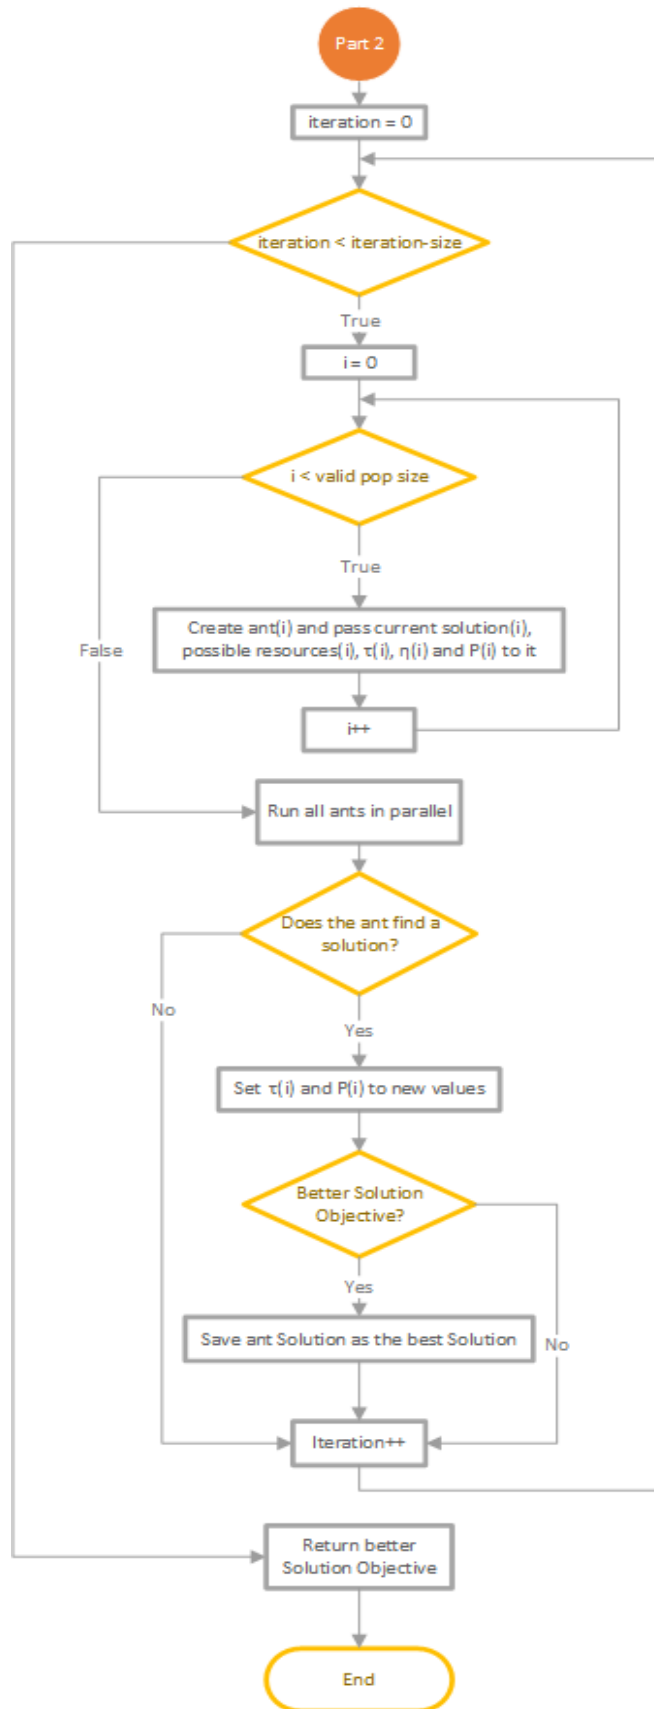 Part 2
iteration = 0
iteration < iteration-size
True
i = 0
i < valid pop size
True
Create ant(i) and pass current solution(i),
possible resources(i), τ(i), η(i) and P(i) to it
False
i++
Run all ants in parallel
Does the ant find a
solution?
No
Yes
Set τ(i) and P(i) to new values
Better Solution
Objective?
Yes
Save ant Solution as the best Solution
No
Iteration++
Return better
Solution Objective
End